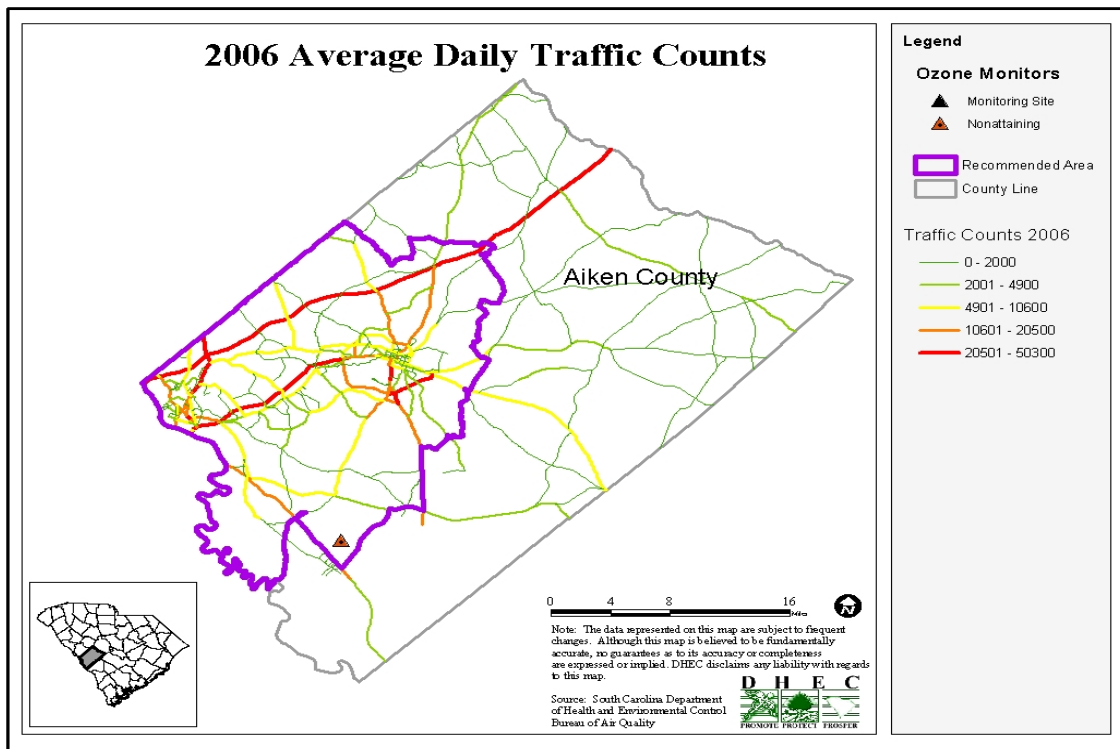 2006 Average Daily Traffic Counts
Aiken County
0 4 8 16
Miles
N
Note: The data represented on this map are subject to frequent
changes. Although this map is believed to be fundamentally
accurate, no guarantees as to its accuracy or completeness
are expressed or implied. DHEC disclaims any liability with regards
to this map.
Source: South Carolina Department
of Health and Environmental Control
Bureau of Air Quality
D H E C
PROMOTE PROTECT PROSPER
Legend
Ozone Monitors
Monitoring Site
Nonattaining
Recommended Area
County Line
Traffic Counts 2006
0 - 2000
2001 - 4900
4901 - 10600
10601 - 20500
20501 - 50300